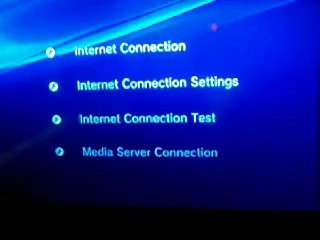 Internet Connection
Internet Connection Settings
Internet Connection Test
Media Server Connection